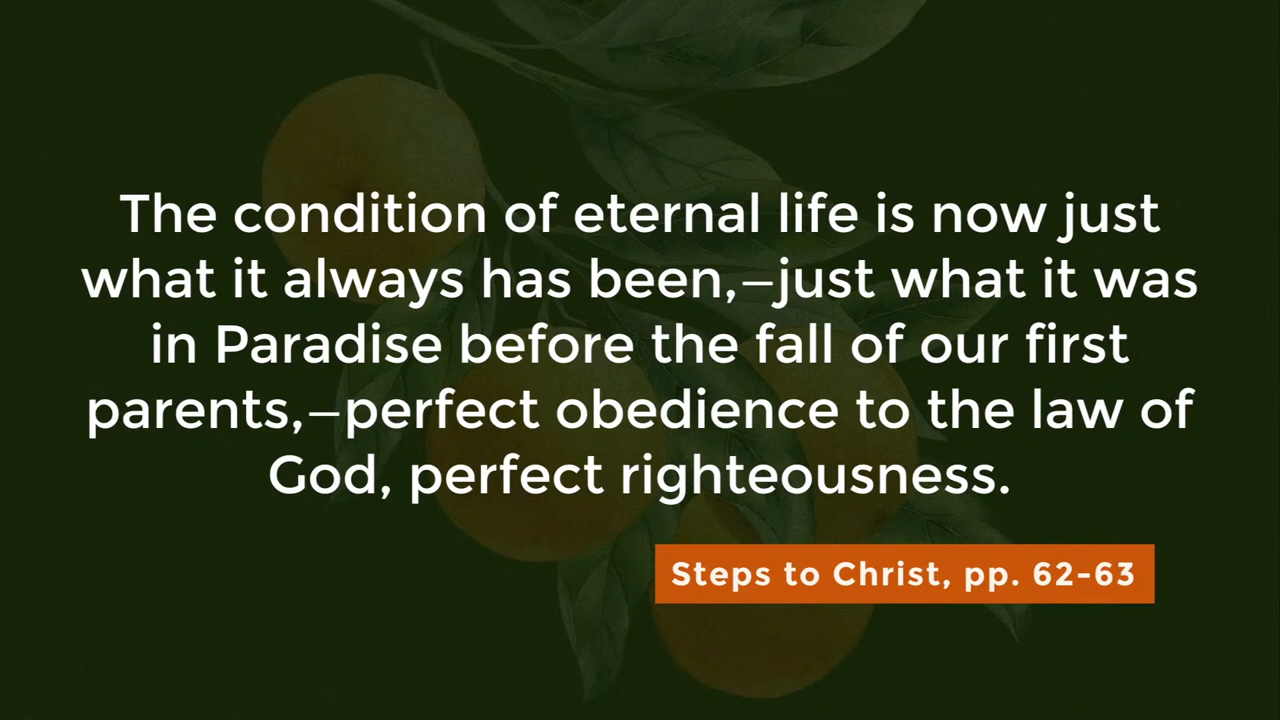 The condition of eternal life is now just
what it always has been,—just what it was
in Paradise before the fall of our first
parents,—perfect obedience to the law of
God, perfect righteousness.
Steps to Christ, pp. 62-63